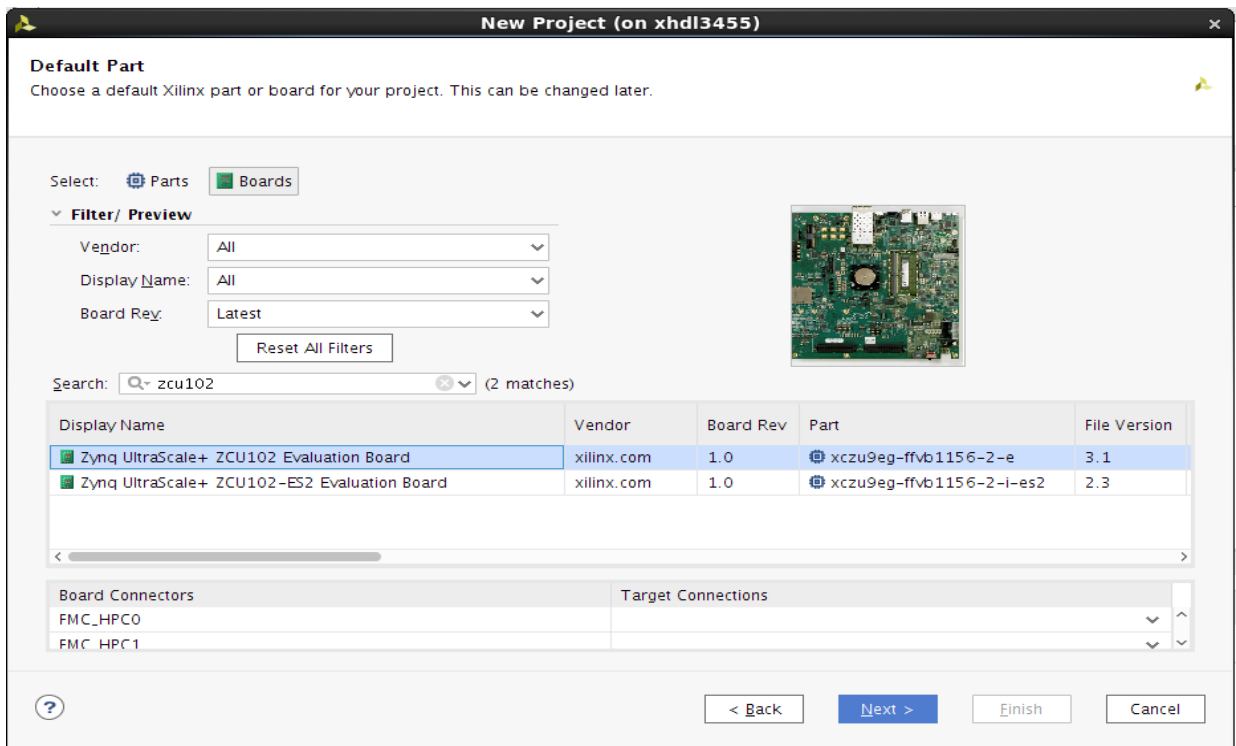 New Project (on xhdl3455)
Default Part
Choose a default Xilinx part or board for your project. This can be changed later.
Select: Parts Boards
Filter/ Preview
Vendor: All
Display Name: All
Board Rev: Latest
Reset All Filters
Search: zcu102 (2 matches)
Display Name Vendor Board Rev Part File Version
Zynq UltraScale+ ZCU102 Evaluation Board xilinx.com 1.0 xczu9eg-ffvb1156-2-e 3.1
Zynq UltraScale+ ZCU102-ES2 Evaluation Board xilinx.com 1.0 xczu9eg-ffvb1156-2-i-es2 2.3
Board Connectors Target Connections
FMC_HPC0
FMC_HPC1
? < Back Next > Finish Cancel